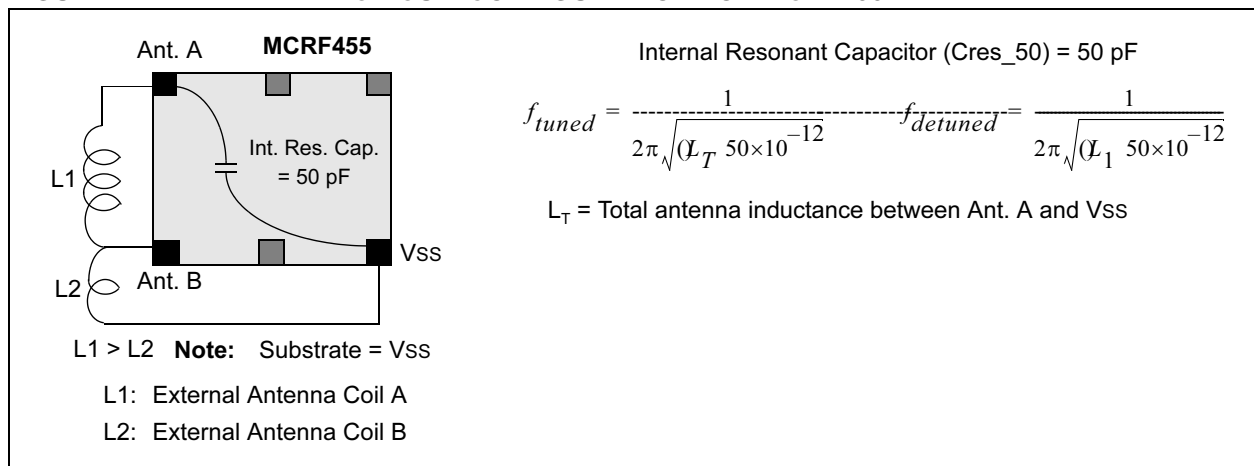 Ant. A
MCRF455
Int. Res. Cap.
= 50 pF
L1
VSS
Ant. B
L2
L1 > L2 Note: Substrate = VSS
L1: External Antenna Coil A
L2: External Antenna Coil B
Internal Resonant Capacitor (Cres_50) = 50 pF
f_tuned = 1 / 2π√(()L_T 50×10^−12) f_detuned = 1 / 2π√(()L_1 50×10^−12)
L_T = Total antenna inductance between Ant. A and VSS